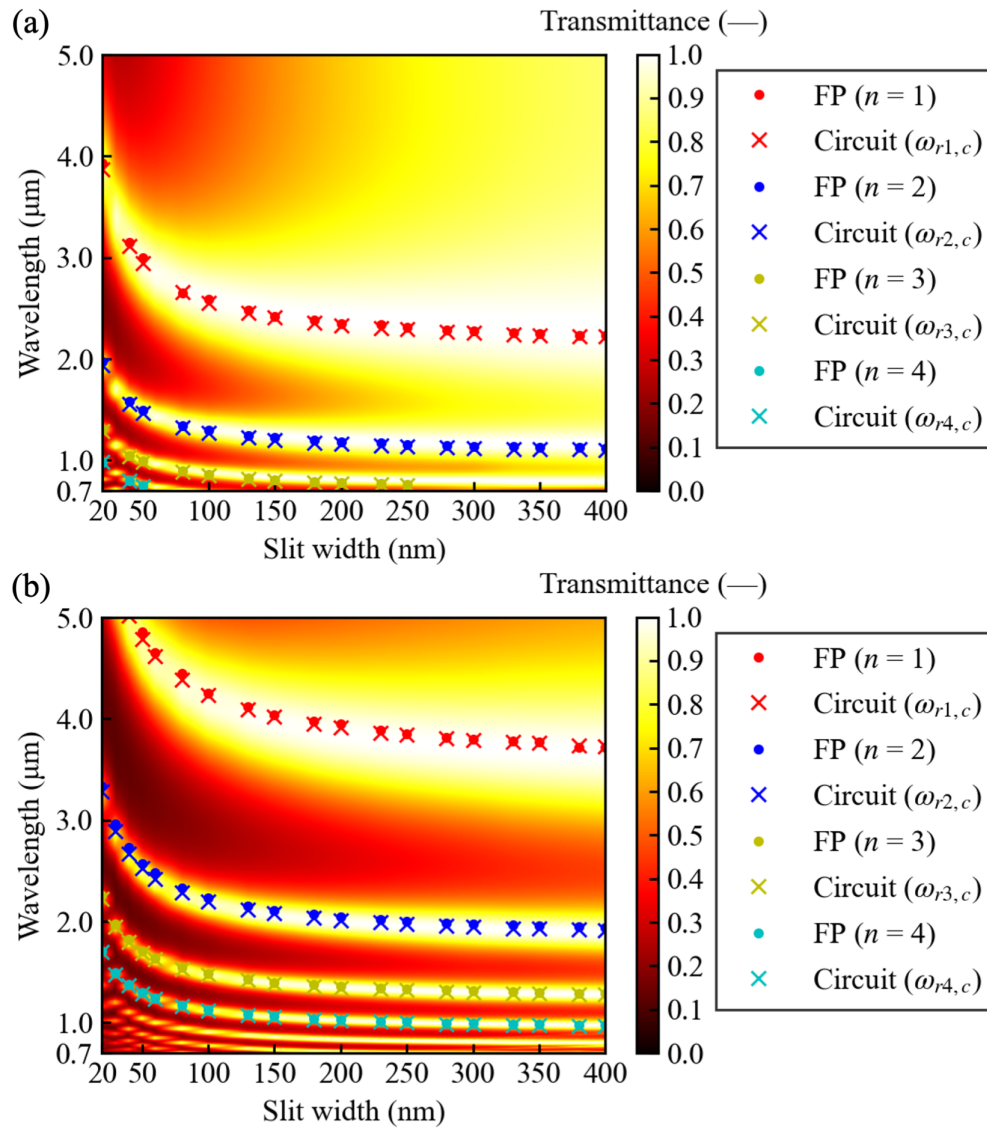 (a)
Transmittance (—)
5.0
4.0
3.0
2.0
1.0
0.7
Wavelength (μm)
20 50 100 150 200 250 300 350 400
Slit width (nm)
1.0
0.9
0.8
0.7
0.6
0.5
0.4
0.3
0.2
0.1
0.0
FP (n = 1)
Circuit (ωr1, c)
FP (n = 2)
Circuit (ωr2, c)
FP (n = 3)
Circuit (ωr3, c)
FP (n = 4)
Circuit (ωr4, c)
(b)
Transmittance (—)
5.0
4.0
3.0
2.0
1.0
0.7
Wavelength (μm)
20 50 100 150 200 250 300 350 400
Slit width (nm)
1.0
0.9
0.8
0.7
0.6
0.5
0.4
0.3
0.2
0.1
0.0
FP (n = 1)
Circuit (ωr1, c)
FP (n = 2)
Circuit (ωr2, c)
FP (n = 3)
Circuit (ωr3, c)
FP (n = 4)
Circuit (ωr4, c)